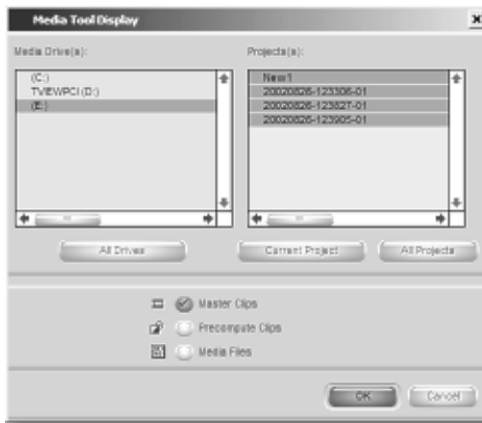 Media Tool Display
Media Drive(s):
Projects(s):
(C:)
TVIEWPCI (D:)
(E:)
New1
20020826-123306-01
20020826-123827-01
20020826-123905-01
All Drives
Current Project
All Projects
Master Clips
Precompute Clips
Media Files
OK
Cancel